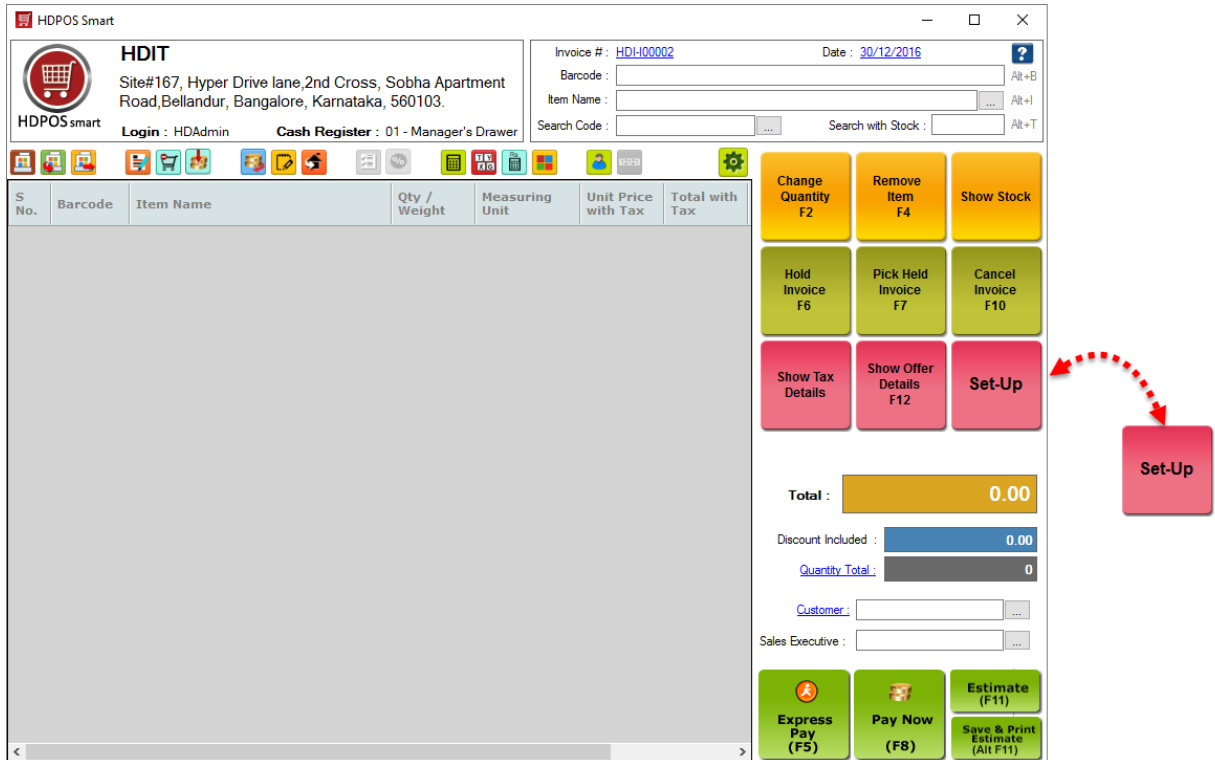 HDPOS Smart
HDIT
Site#167, Hyper Drive lane,2nd Cross, Sobha Apartment
Road,Bellandur, Bangalore, Karnataka, 560103.
HDPOS smart
Login : HDAdmin Cash Register : 01 - Manager's Drawer
Invoice # : HDI-I00002 Date : 30/12/2016 ?
Barcode : Alt+B
Item Name : ... Alt+I
Search Code : ... Search with Stock : Alt+T
S
No.
Barcode
Item Name
Qty /
Weight
Measuring
Unit
Unit Price
with Tax
Total with
Tax
Change
Quantity
F2
Remove
Item
F4
Show Stock
Hold
Invoice
F6
Pick Held
Invoice
F7
Cancel
Invoice
F10
Show Tax
Details
Show Offer
Details
F12
Set-Up
Set-Up
Total : 0.00
Discount Included : 0.00
Quantity Total : 0
Customer : ...
Sales Executive : ...
Express
Pay
(F5)
Pay Now
(F8)
Estimate
(F11)
Save & Print
Estimate
(Alt F11)